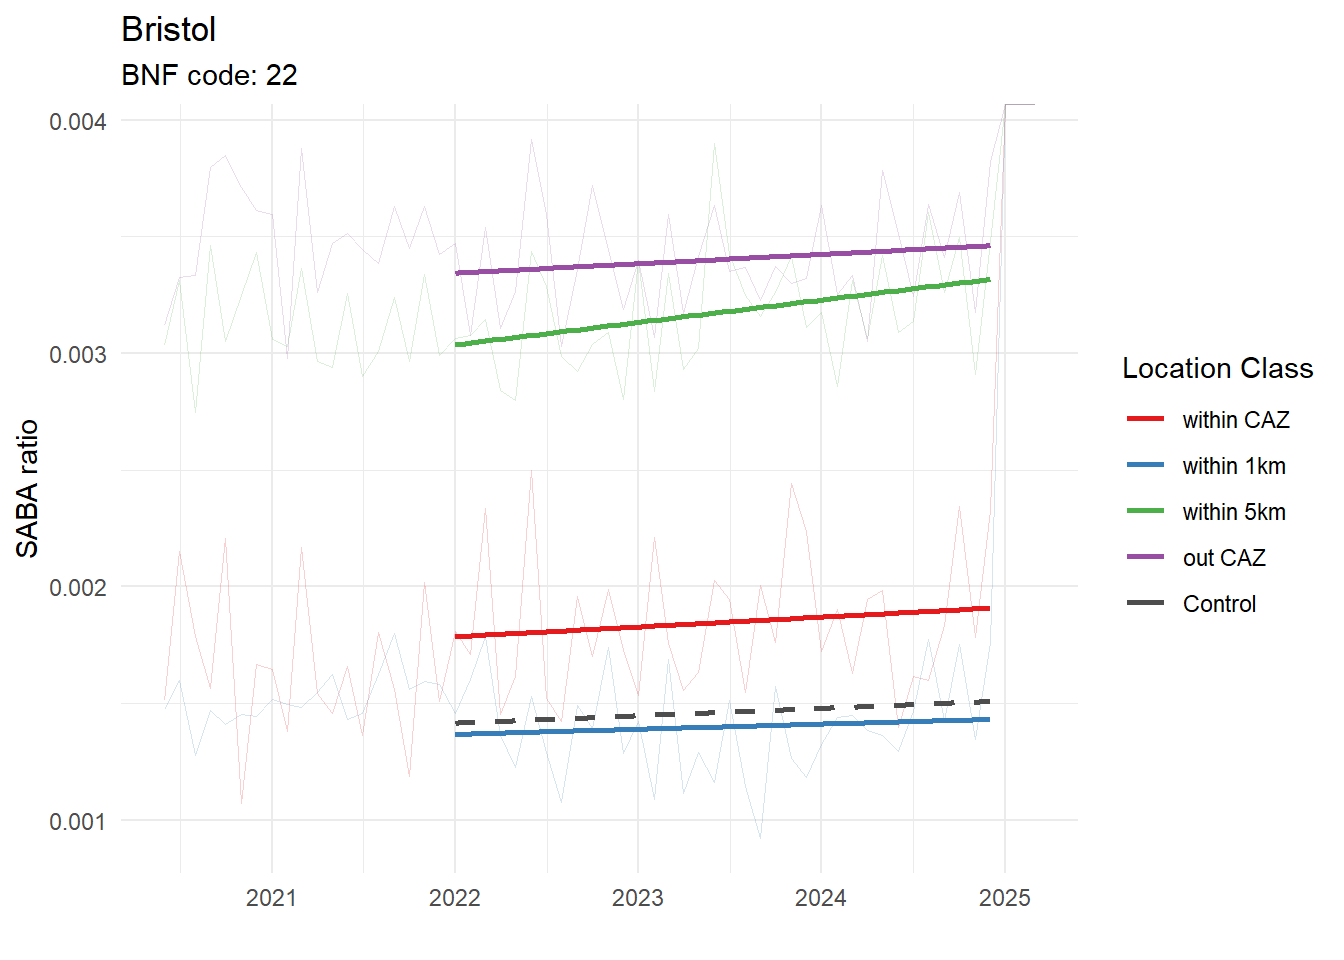 Bristol
BNF code: 22
SABA ratio
0.004
0.003
0.002
0.001
2021
2022
2023
2024
2025
Location Class
within CAZ
within 1km
within 5km
out CAZ
Control